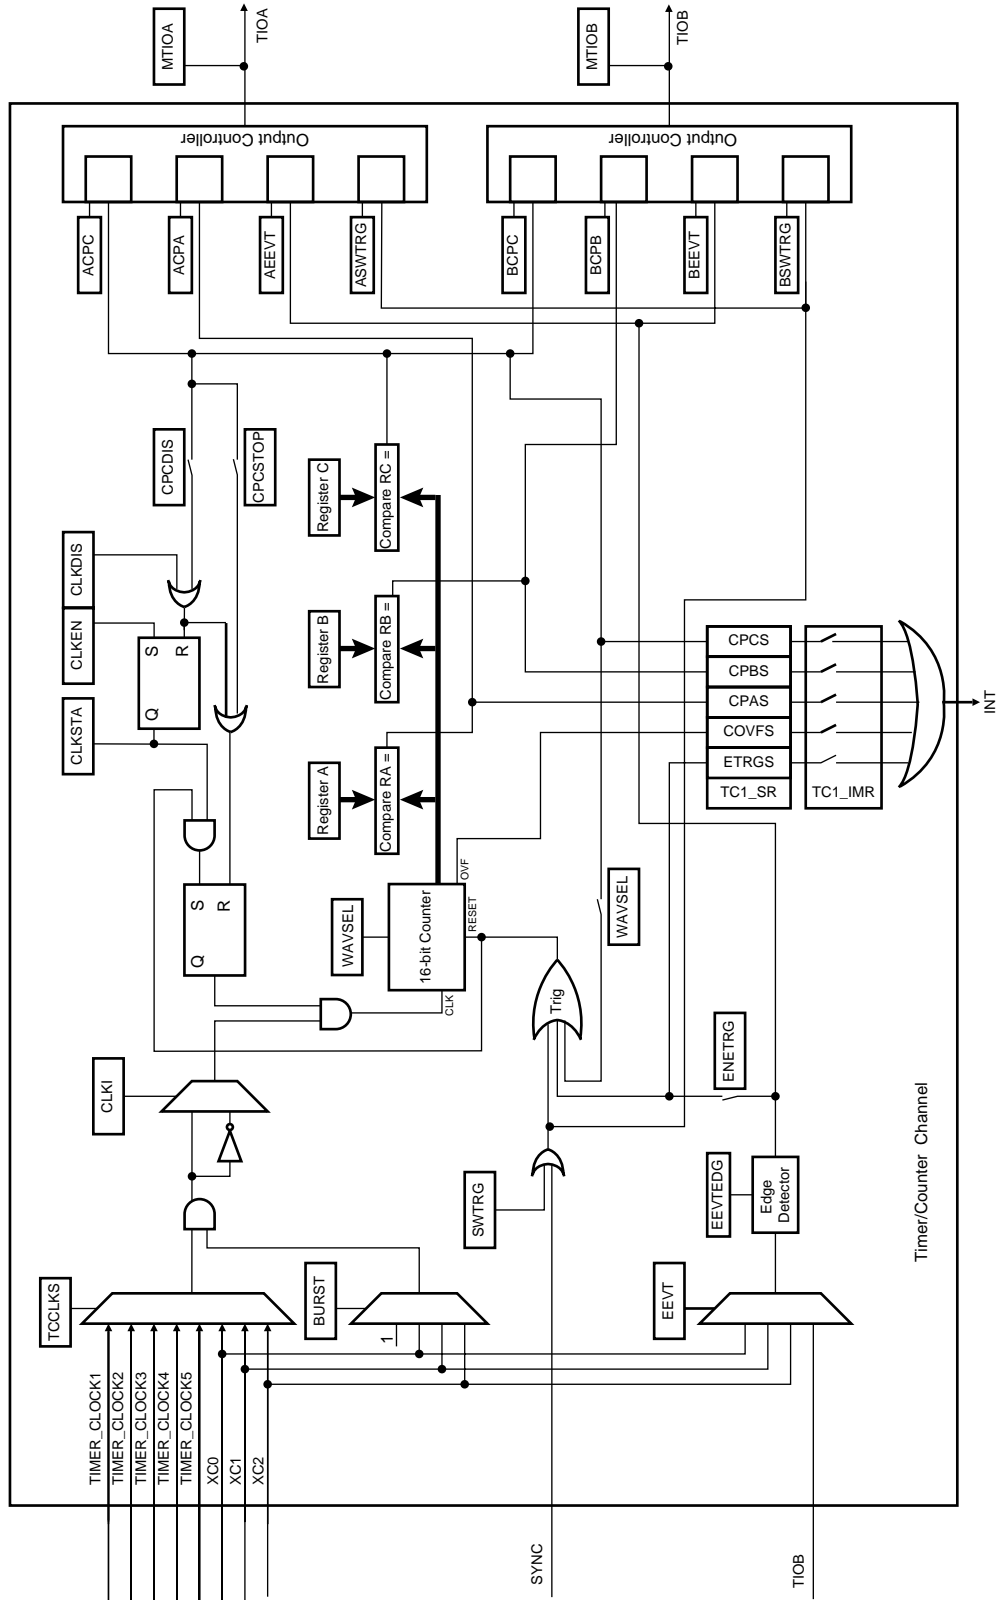 MTIOA
TIOA
MTIOB
TIOB
Output Controller
Output Controller
ACPC
ACPA
AEEVT
ASWTRG
BCPC
BCPB
BEEVT
BSWTRG
CPCDIS
CPCSTOP
CLKDIS
CLKEN
CLKSTA
S
R
Q
S
R
Q
Register C
Compare RC =
Register B
Compare RB =
Register A
Compare RA =
CPCS
CPBS
CPAS
COVFS
ETRGS
TC1_SR
TC1_IMR
INT
WAVSEL
16-bit Counter
OVF
RESET
CLK
WAVSEL
Trig
CLKI
ENETRG
SWTRG
EEVTEDG
Edge
Detector
Timer/Counter Channel
TCCLKS
BURST
1
EEVT
TIMER_CLOCK1
TIMER_CLOCK2
TIMER_CLOCK3
TIMER_CLOCK4
TIMER_CLOCK5
XC0
XC1
XC2
SYNC
TIOB